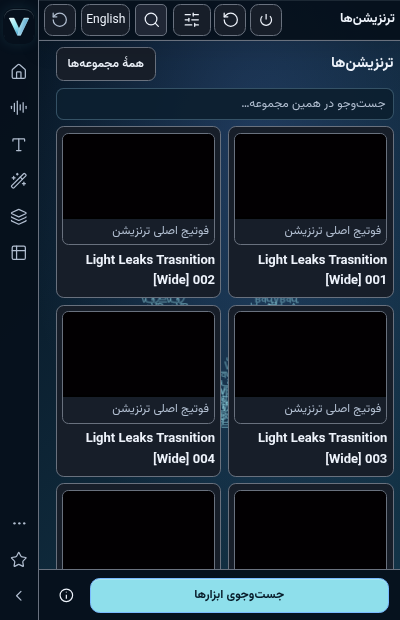 ترنزیشن‌ها
English
ترنزیشن‌ها
همهٔ مجموعه‌ها
جست‌وجو در همین مجموعه...
فوتیج اصلی ترنزیشن
Light Leaks Trasnition
[Wide] 001
فوتیج اصلی ترنزیشن
Light Leaks Trasnition
[Wide] 002
فوتیج اصلی ترنزیشن
Light Leaks Trasnition
[Wide] 003
فوتیج اصلی ترنزیشن
Light Leaks Trasnition
[Wide] 004
جست‌وجوی ابزارها